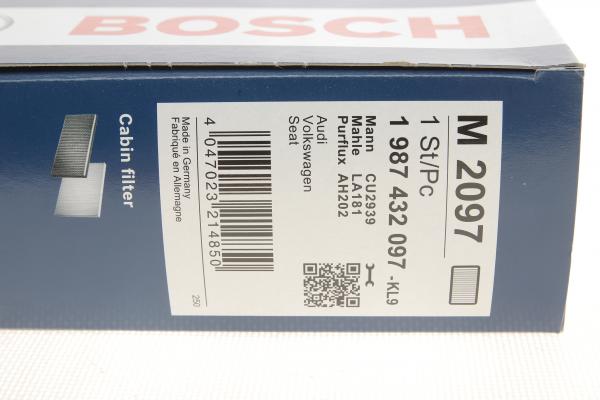 BOSCH
Cabin filter
M 2097
1 St/Pc
1 987 432 097 -KL9
Mann CU2939
Mahle LA181
Purflux AH202
Audi
Volkswagen
Seat
4 047023 214850
Made in Germany
Fabriqué en Allemagne
250